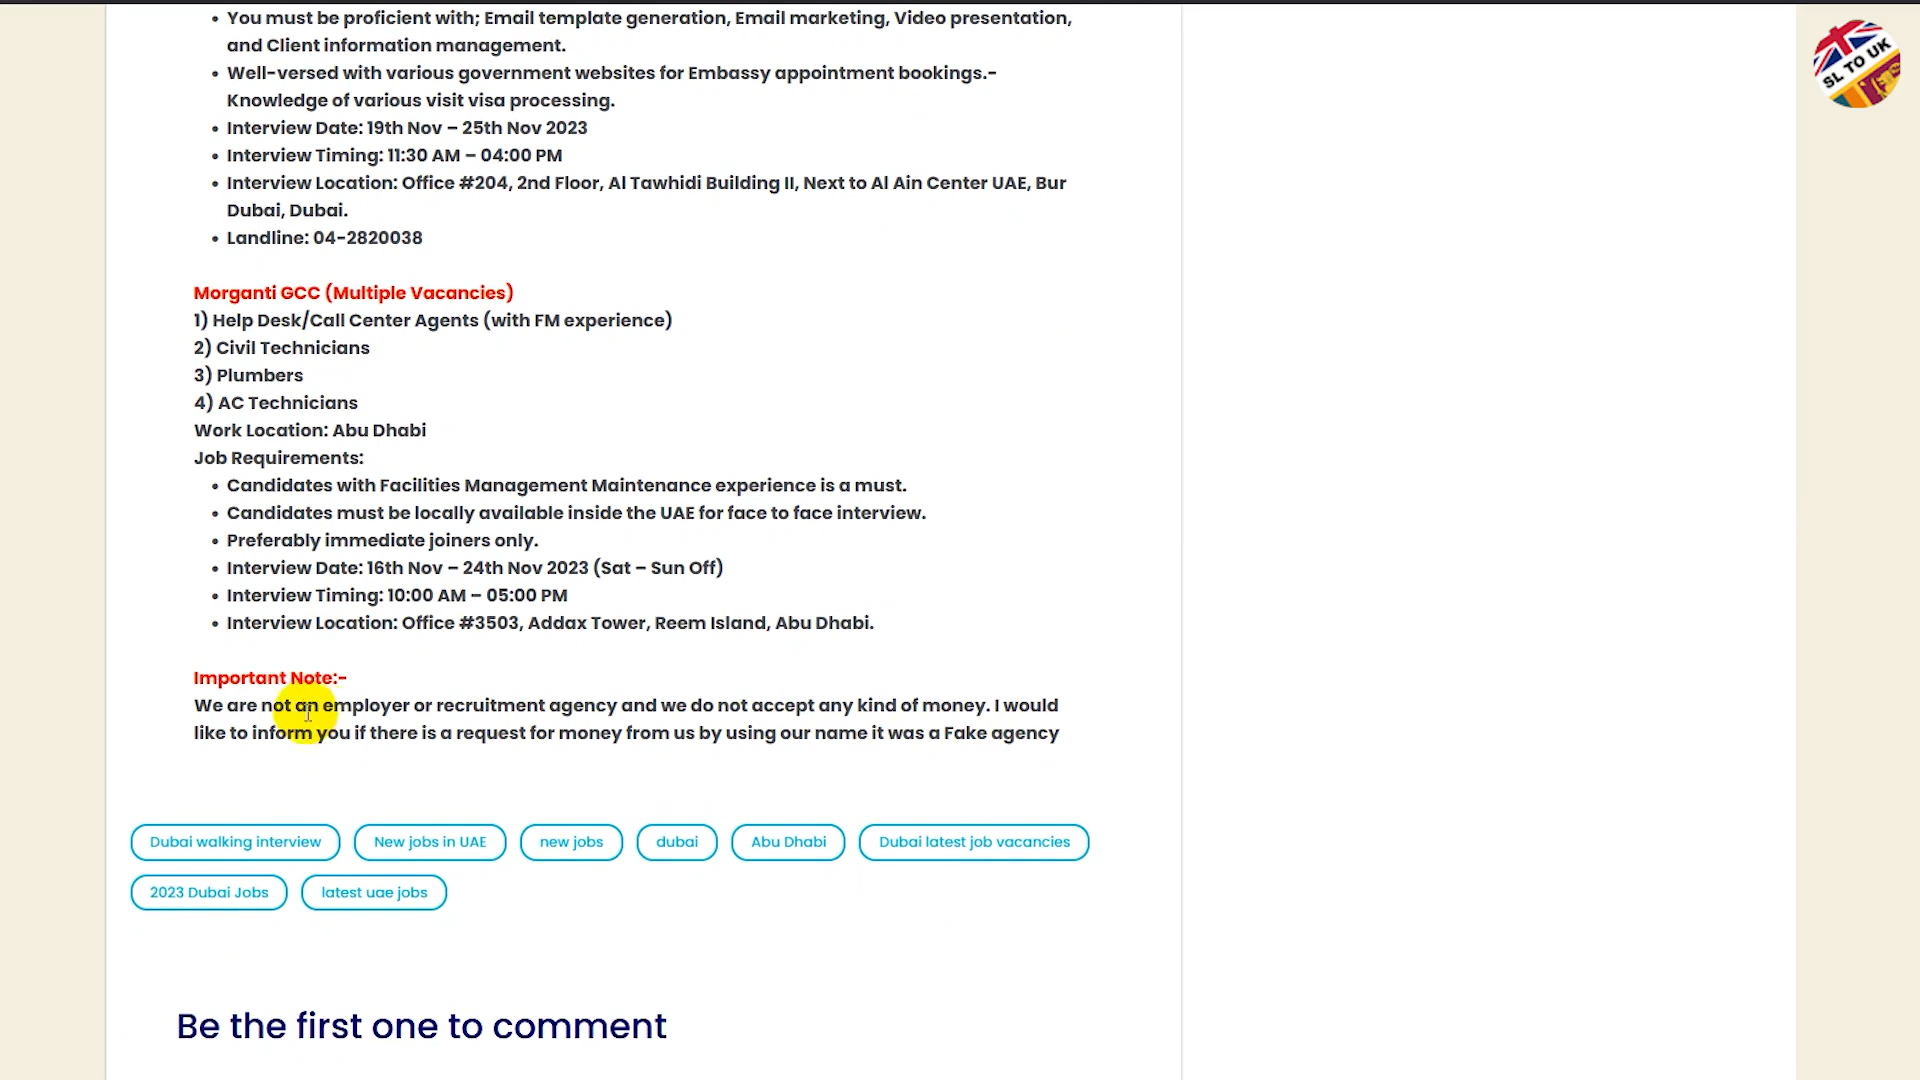 • You must be proficient with; Email template generation, Email marketing, Video presentation,
and Client information management.
• Well-versed with various government websites for Embassy appointment bookings.-
Knowledge of various visit visa processing.
• Interview Date: 19th Nov – 25th Nov 2023
• Interview Timing: 11:30 AM – 04:00 PM
• Interview Location: Office #204, 2nd Floor, Al Tawhidi Building II, Next to Al Ain Center UAE, Bur
Dubai, Dubai.
• Landline: 04-2820038
Morganti GCC (Multiple Vacancies)
1) Help Desk/Call Center Agents (with FM experience)
2) Civil Technicians
3) Plumbers
4) AC Technicians
Work Location: Abu Dhabi
Job Requirements:
• Candidates with Facilities Management Maintenance experience is a must.
• Candidates must be locally available inside the UAE for face to face interview.
• Preferably immediate joiners only.
• Interview Date: 16th Nov – 24th Nov 2023 (Sat – Sun Off)
• Interview Timing: 10:00 AM – 05:00 PM
• Interview Location: Office #3503, Addax Tower, Reem Island, Abu Dhabi.
Important Note:-
We are not an employer or recruitment agency and we do not accept any kind of money. I would
like to inform you if there is a request for money from us by using our name it was a Fake agency
Dubai walking interview
New jobs in UAE
new jobs
dubai
Abu Dhabi
Dubai latest job vacancies
2023 Dubai Jobs
latest uae jobs
Be the first one to comment
SL TO UK